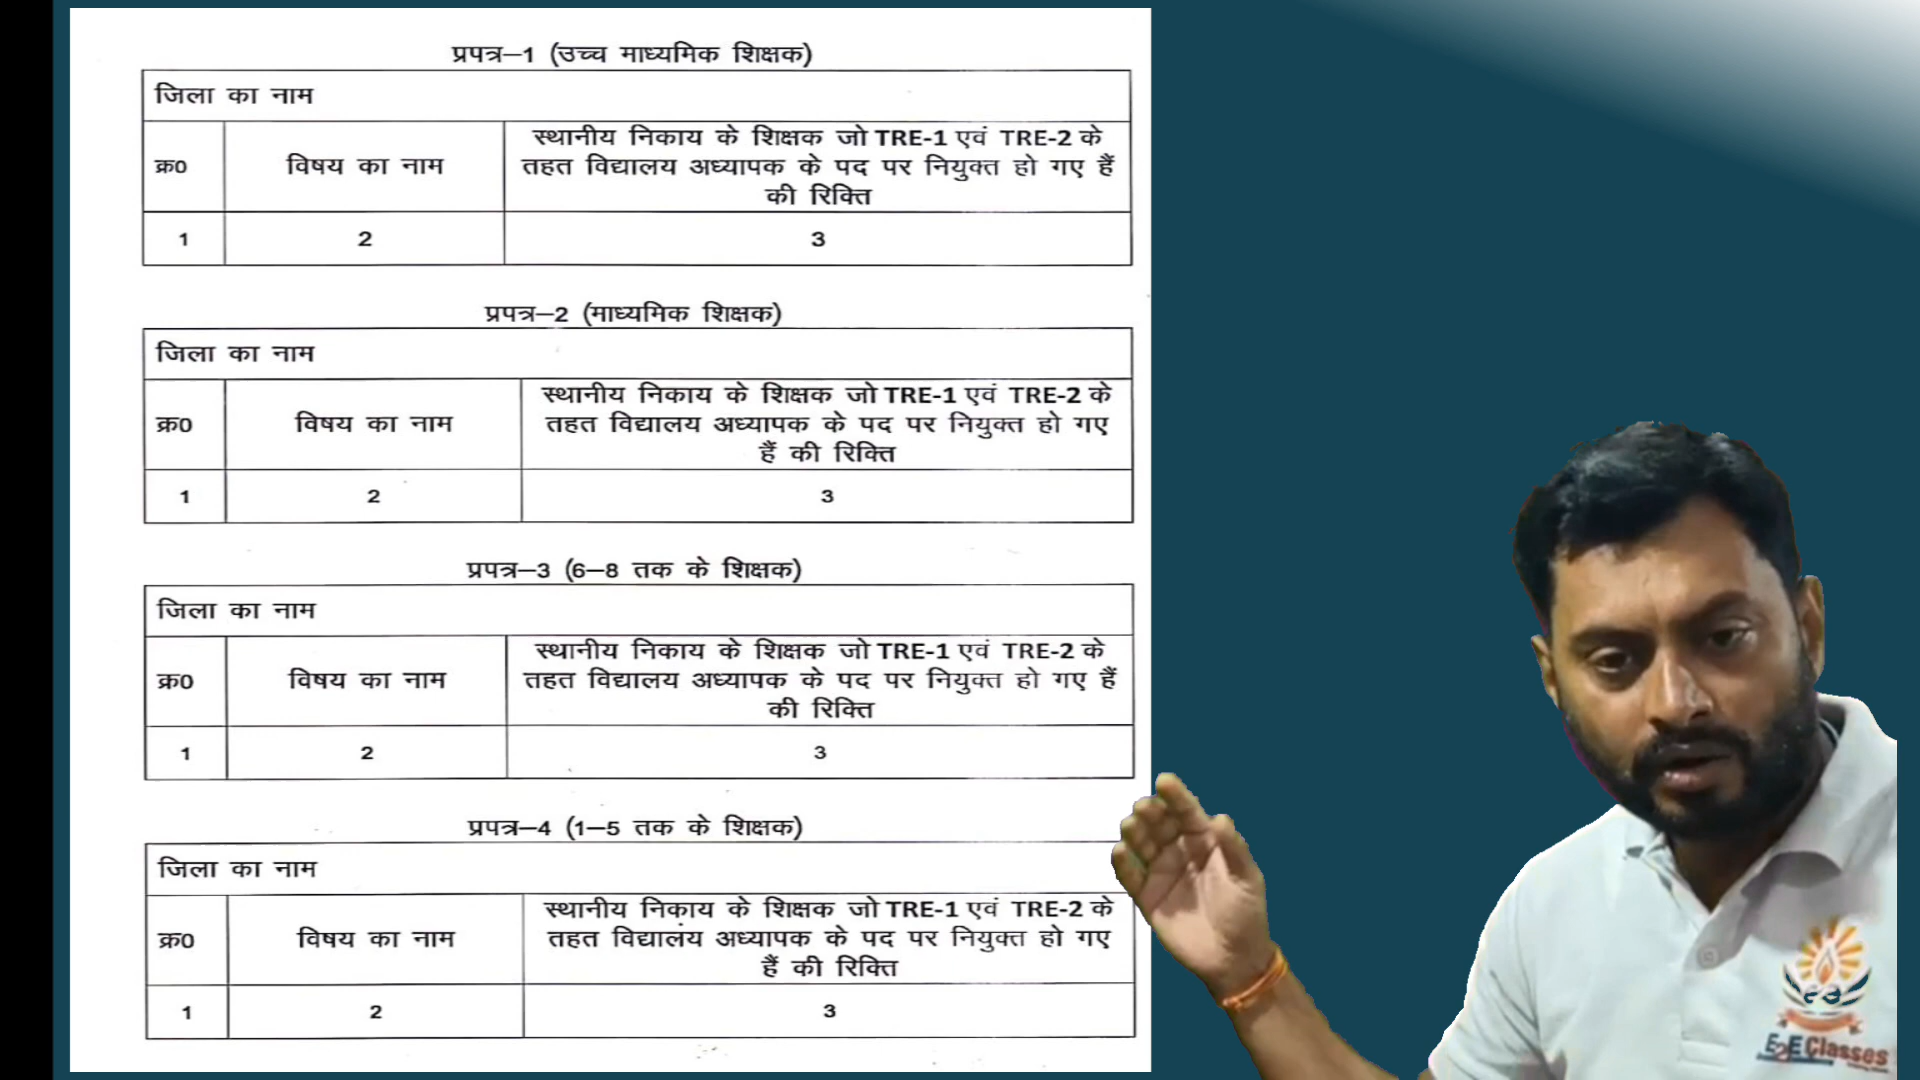 प्रपत्र–1 (उच्च माध्यमिक शिक्षक)
जिला का नाम
क्र0
विषय का नाम
स्थानीय निकाय के शिक्षक जो TRE-1 एवं TRE-2 के
तहत विद्यालय अध्यापक के पद पर नियुक्त हो गए हैं
की रिक्ति
1 2 3
प्रपत्र–2 (माध्यमिक शिक्षक)
जिला का नाम
क्र0
विषय का नाम
स्थानीय निकाय के शिक्षक जो TRE-1 एवं TRE-2 के
तहत विद्यालय अध्यापक के पद पर नियुक्त हो गए
हैं की रिक्ति
1 2 3
प्रपत्र–3 (6–8 तक के शिक्षक)
जिला का नाम
क्र0
विषय का नाम
स्थानीय निकाय के शिक्षक जो TRE-1 एवं TRE-2 के
तहत विद्यालय अध्यापक के पद पर नियुक्त हो गए हैं
की रिक्ति
1 2 3
प्रपत्र–4 (1–5 तक के शिक्षक)
जिला का नाम
क्र0
विषय का नाम
स्थानीय निकाय के शिक्षक जो TRE-1 एवं TRE-2 के
तहत विद्यालय अध्यापक के पद पर नियुक्त हो गए
हैं की रिक्ति
1 2 3
E2E Classes